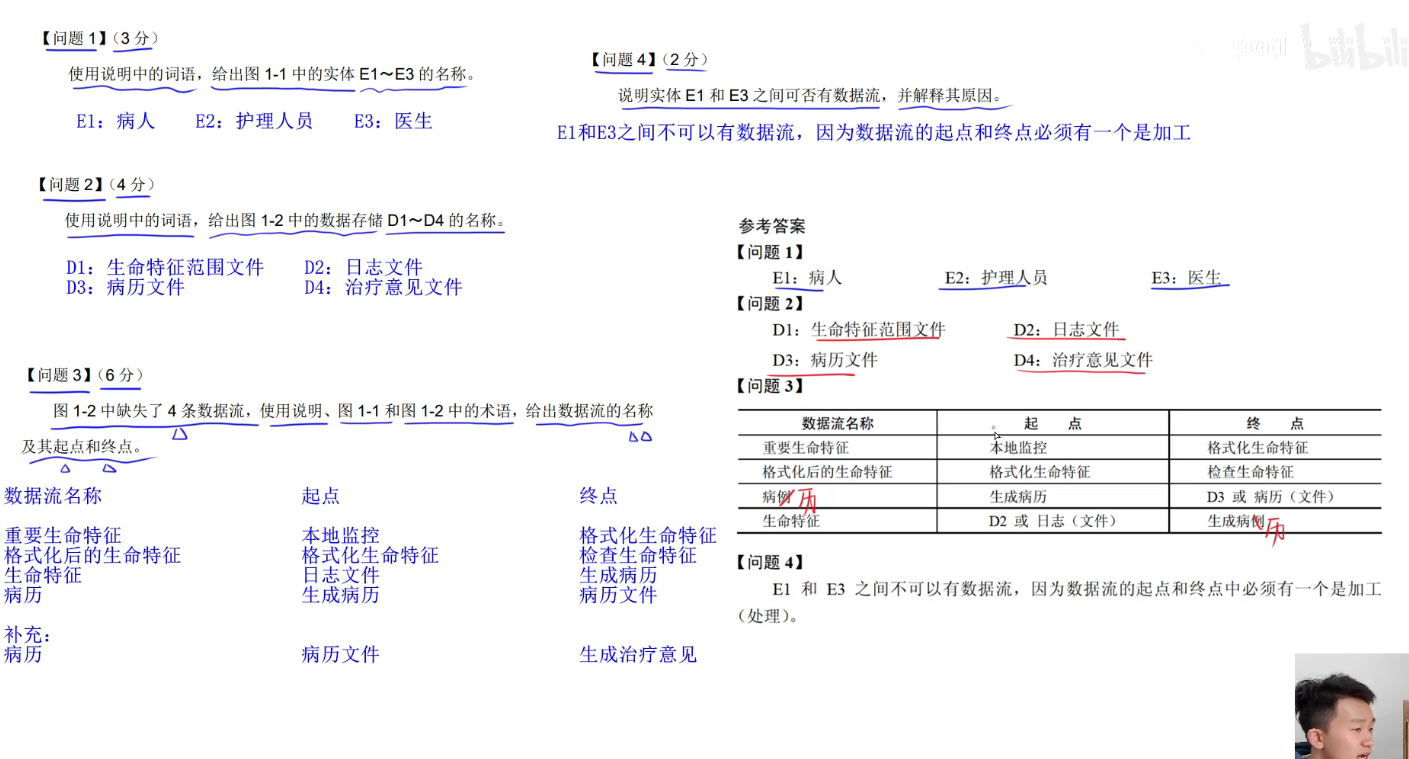 【问题 1】（3 分）
使用说明中的词语，给出图 1-1 中的实体 E1～E3 的名称。
E1：病人 E2：护理人员 E3：医生
【问题 2】（4 分）
使用说明中的词语，给出图 1-2 中的数据存储 D1～D4 的名称。
D1：生命特征范围文件 D2：日志文件
D3：病历文件 D4：治疗意见文件
【问题 3】（6 分）
图 1-2 中缺失了 4 条数据流，使用说明、图 1-1 和图 1-2 中的术语，给出数据流的名称
及其起点和终点。
数据流名称 起点 终点
重要生命特征 本地监控 格式化生命特征
格式化后的生命特征 格式化生命特征 检查生命特征
生命特征 日志文件 生成病历
病历 生成病历 病历文件
补充：
病历 病历文件 生成治疗意见
bilibili
【问题 4】（2 分）
说明实体 E1 和 E3 之间可否有数据流，并解释其原因。
E1和E3之间不可以有数据流，因为数据流的起点和终点必须有一个是加工
参考答案
【问题 1】
E1：病人 E2：护理人员 E3：医生
【问题 2】
D1：生命特征范围文件 D2：日志文件
D3：病历文件 D4：治疗意见文件
【问题 3】
数据流名称 起 点 终 点
重要生命特征 本地监控 格式化生命特征
格式化后的生命特征 格式化生命特征 检查生命特征
病例 历 生成病历 D3 或 病历（文件）
生命特征 D2 或 日志（文件） 生成病例 历
【问题 4】
E1 和 E3 之间不可以有数据流，因为数据流的起点和终点中必须有一个是加工
（处理）。